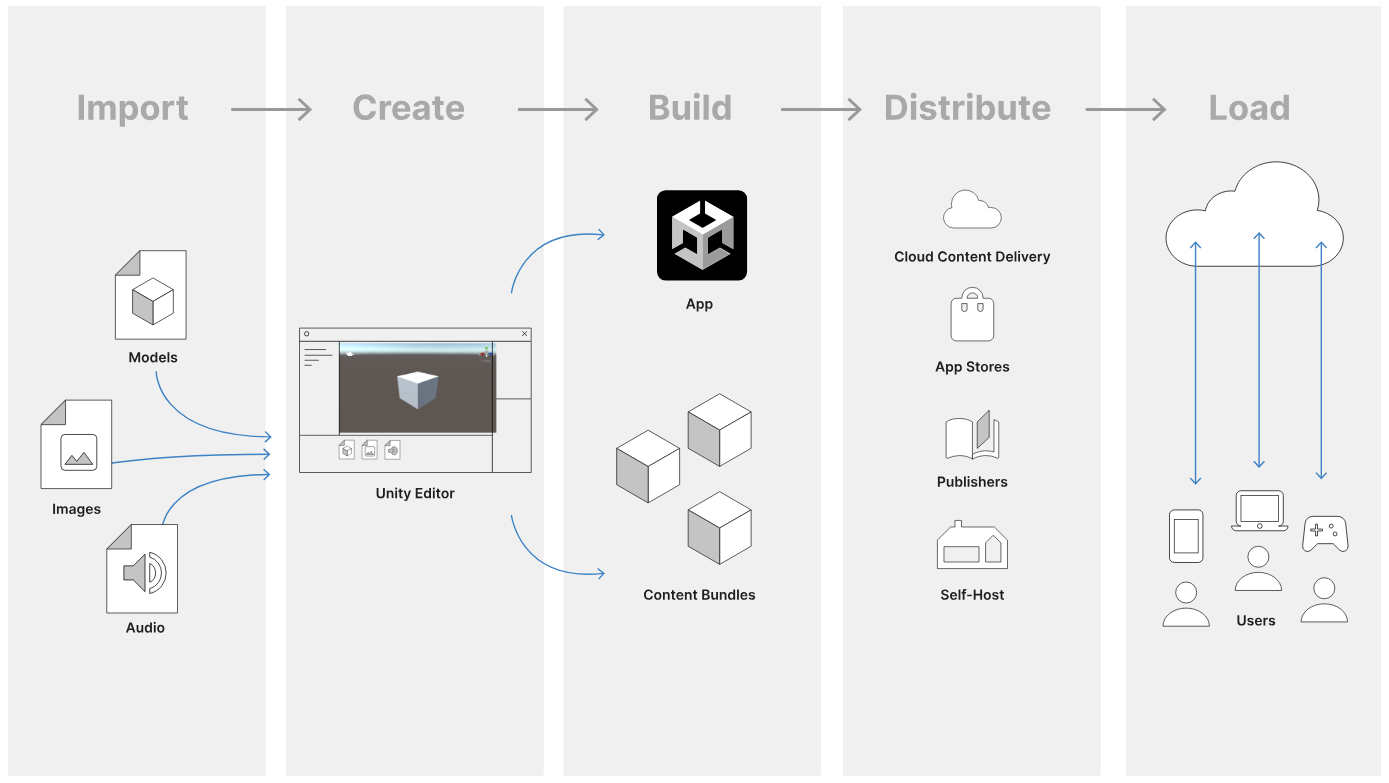 Import
Create
Build
Distribute
Load
Models
Images
Audio
Unity Editor
App
Content Bundles
Cloud Content Delivery
App Stores
Publishers
Self-Host
Users